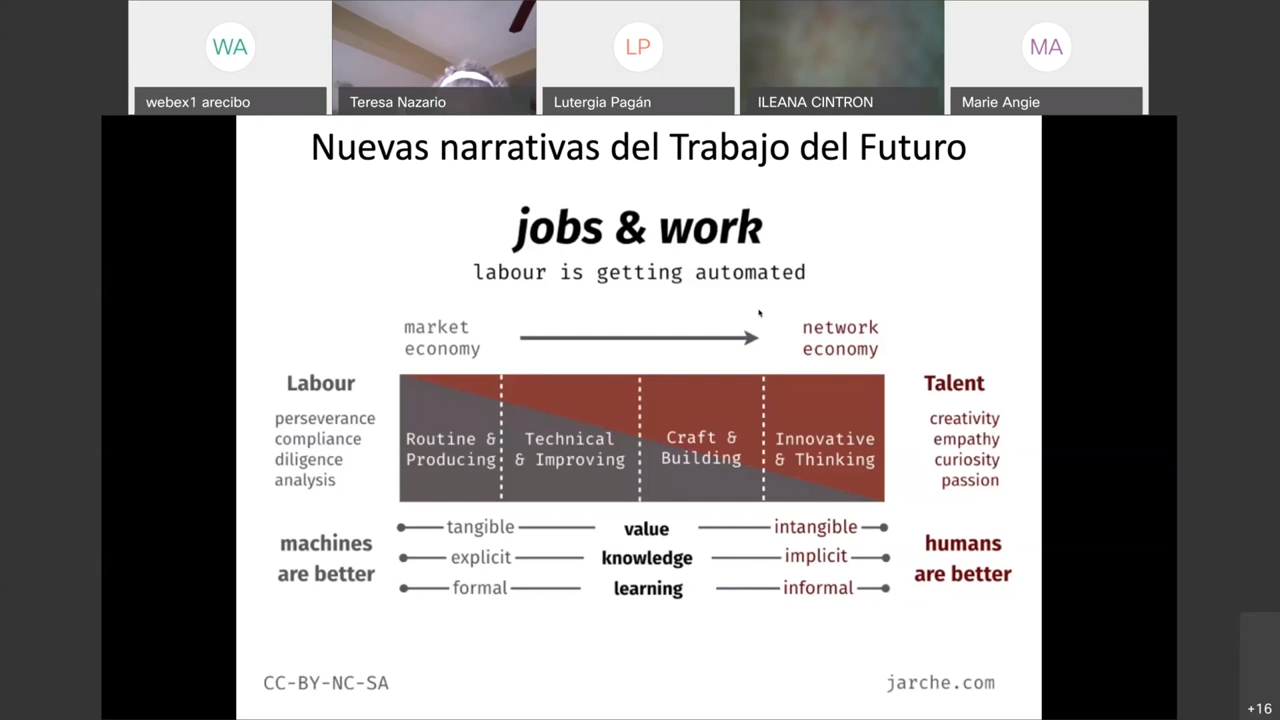 WA
LP
MA
webex1 arecibo
Teresa Nazario
Lutergia Pagán
ILEANA CINTRON
Marie Angie
Nuevas narrativas del Trabajo del Futuro
jobs & work
labour is getting automated
market
economy
network
economy
Labour
perseverance
compliance
diligence
analysis
Routine &
Producing
Technical
& Improving
Craft &
Building
Innovative
& Thinking
Talent
creativity
empathy
curiosity
passion
machines
are better
tangible value intangible
explicit knowledge implicit
formal learning informal
humans
are better
CC-BY-NC-SA
jarche.com
+16